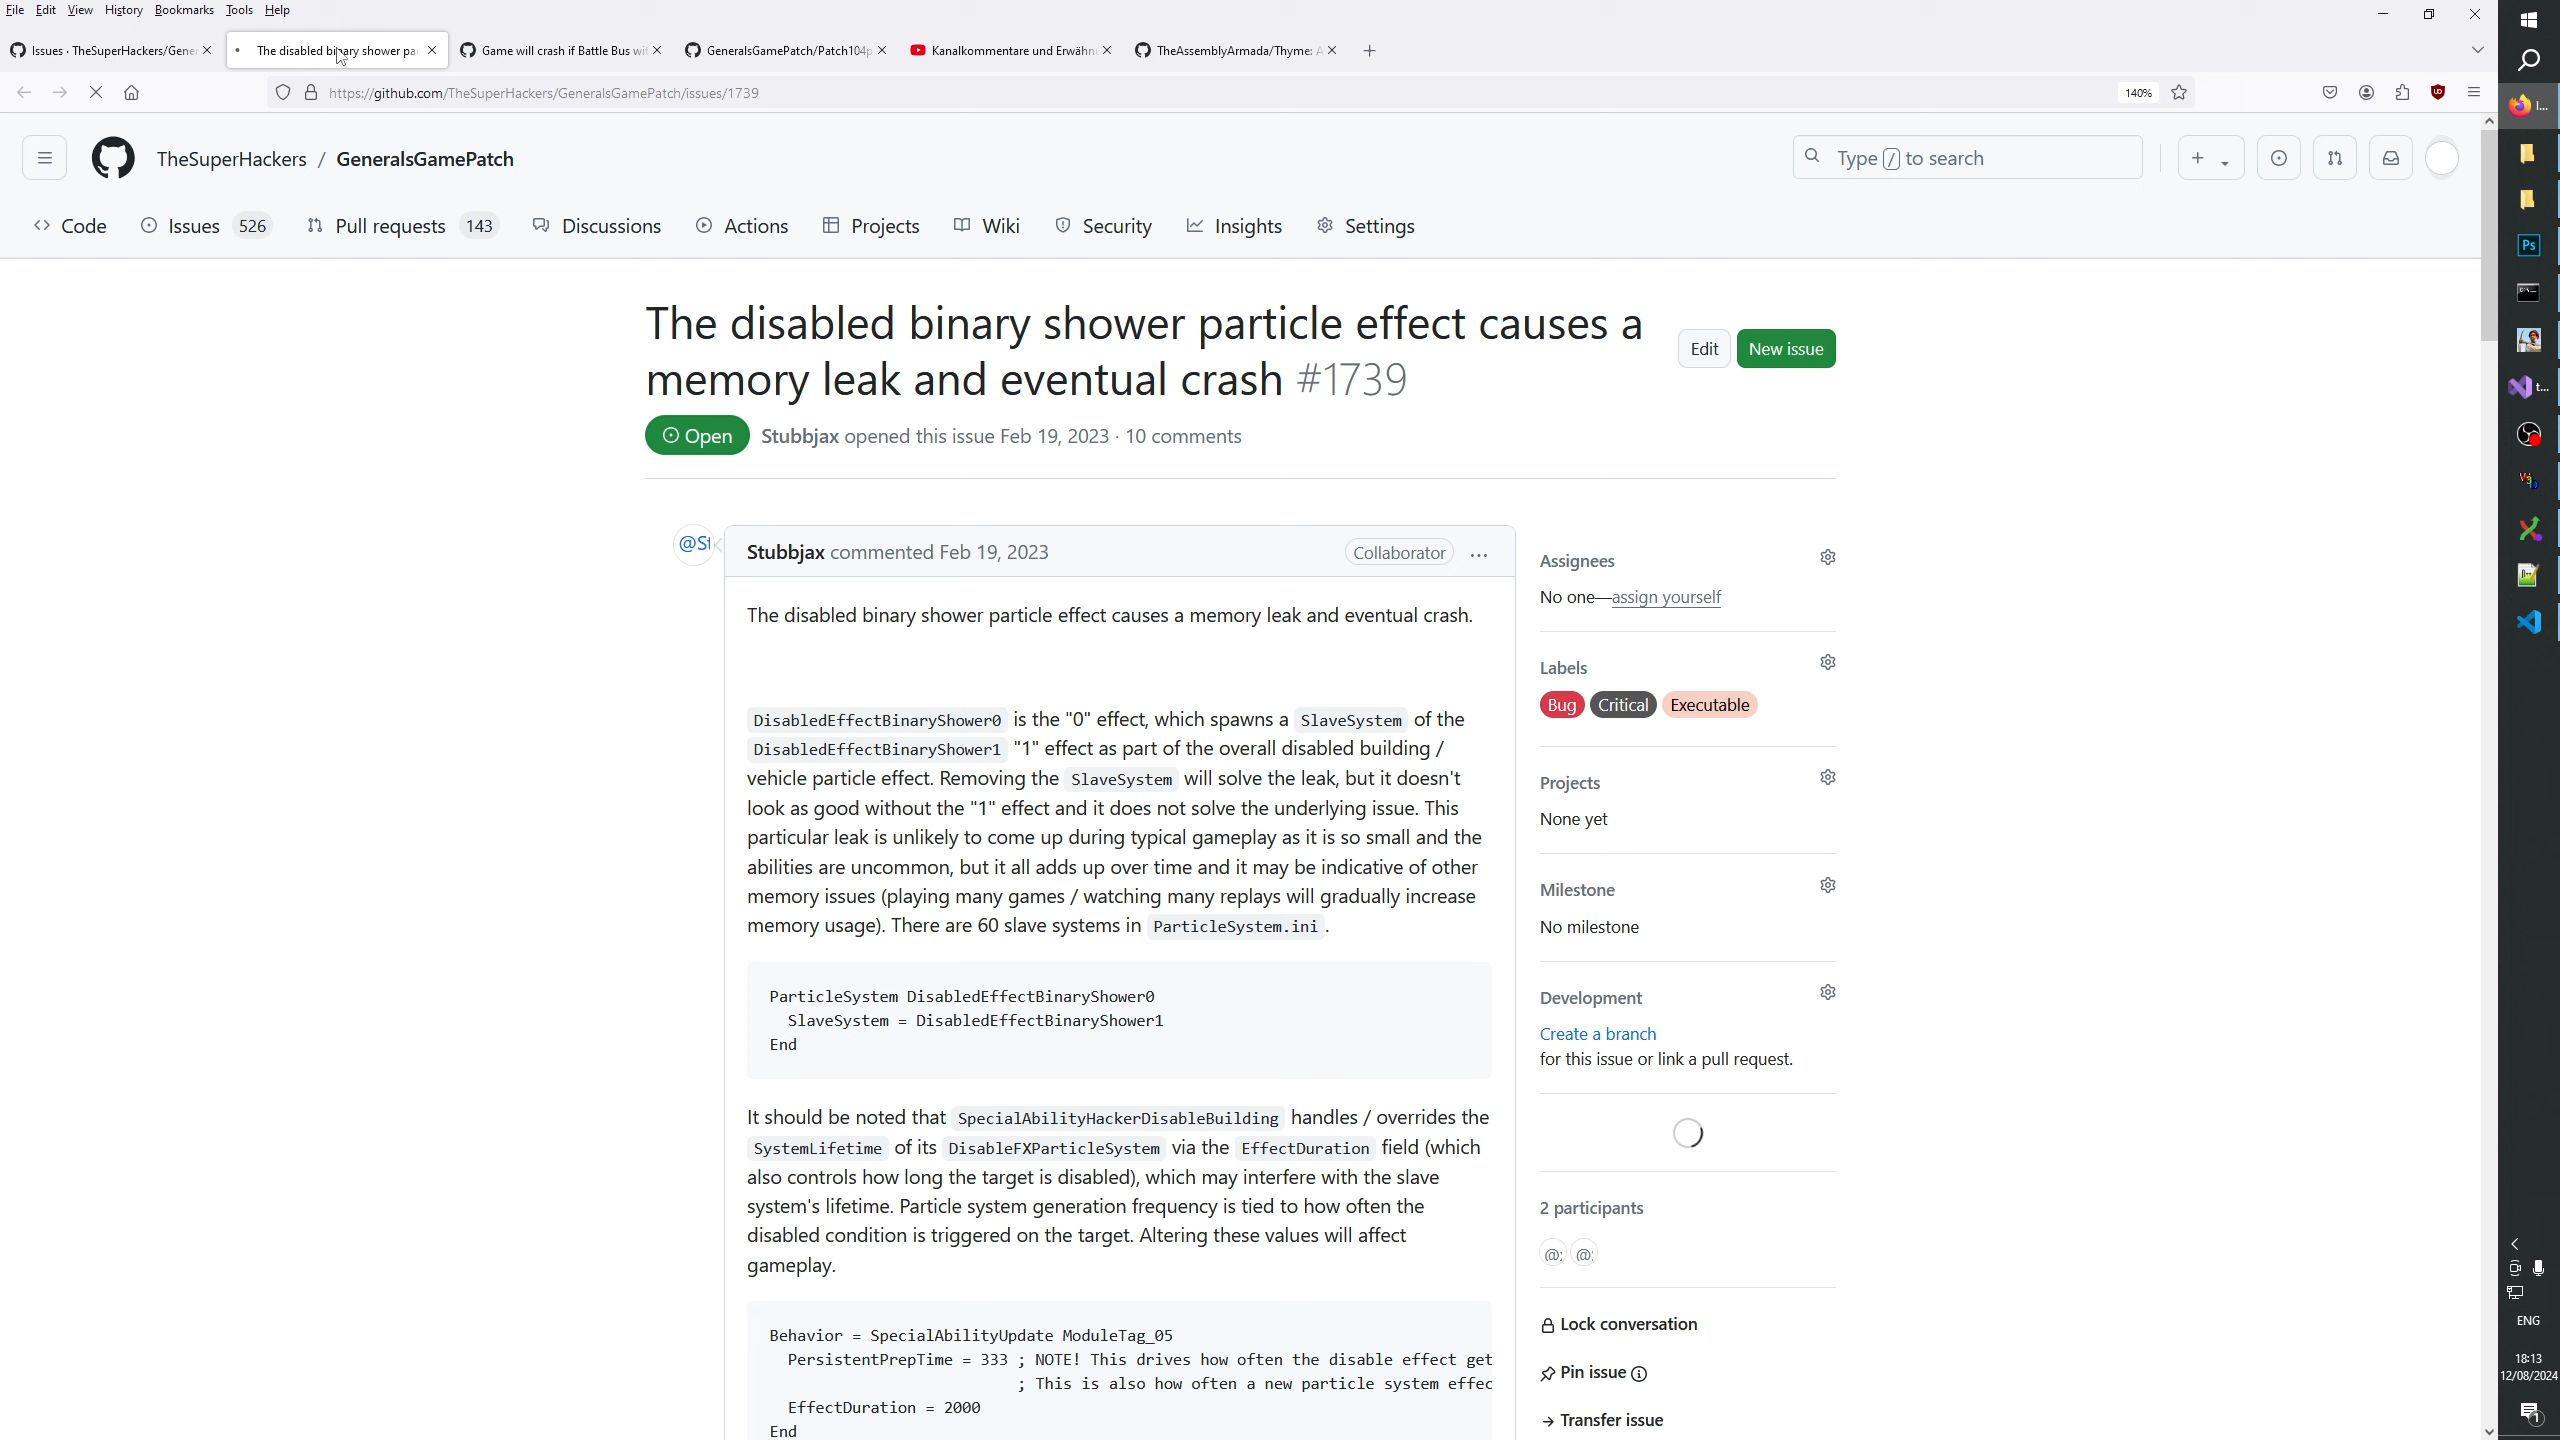 File Edit View History Bookmarks Tools Help
Issues · TheSuperHackers/Gener
The disabled binary shower pa
Game will crash if Battle Bus wit
GeneralsGamePatch/Patch104p
Kanalkommentare und Erwähn
TheAssemblyArmada/Thyme: A
https://github.com/TheSuperHackers/GeneralsGamePatch/issues/1739
140%
TheSuperHackers / GeneralsGamePatch
Type / to search
Code
Issues 526
Pull requests 143
Discussions
Actions
Projects
Wiki
Security
Insights
Settings
The disabled binary shower particle effect causes a
memory leak and eventual crash #1739
Edit
New issue
Open
Stubbjax opened this issue Feb 19, 2023 · 10 comments
@St
Stubbjax commented Feb 19, 2023
Collaborator
The disabled binary shower particle effect causes a memory leak and eventual crash.
DisabledEffectBinaryShower0 is the "0" effect, which spawns a SlaveSystem of the
DisabledEffectBinaryShower1 "1" effect as part of the overall disabled building /
vehicle particle effect. Removing the SlaveSystem will solve the leak, but it doesn't
look as good without the "1" effect and it does not solve the underlying issue. This
particular leak is unlikely to come up during typical gameplay as it is so small and the
abilities are uncommon, but it all adds up over time and it may be indicative of other
memory issues (playing many games / watching many replays will gradually increase
memory usage). There are 60 slave systems in ParticleSystem.ini.
ParticleSystem DisabledEffectBinaryShower0
SlaveSystem = DisabledEffectBinaryShower1
End
It should be noted that SpecialAbilityHackerDisableBuilding handles / overrides the
SystemLifetime of its DisableFXParticleSystem via the EffectDuration field (which
also controls how long the target is disabled), which may interfere with the slave
system's lifetime. Particle system generation frequency is tied to how often the
disabled condition is triggered on the target. Altering these values will affect
gameplay.
Behavior = SpecialAbilityUpdate ModuleTag_05
PersistentPrepTime = 333 ; NOTE! This drives how often the disable effect get
; This is also how often a new particle system effec
EffectDuration = 2000
End
Assignees
No one—assign yourself
Labels
Bug Critical Executable
Projects
None yet
Milestone
No milestone
Development
Create a branch
for this issue or link a pull request.
2 participants
Lock conversation
Pin issue
Transfer issue
I...
Ps
t...
ENG
18:13
12/08/2024
1